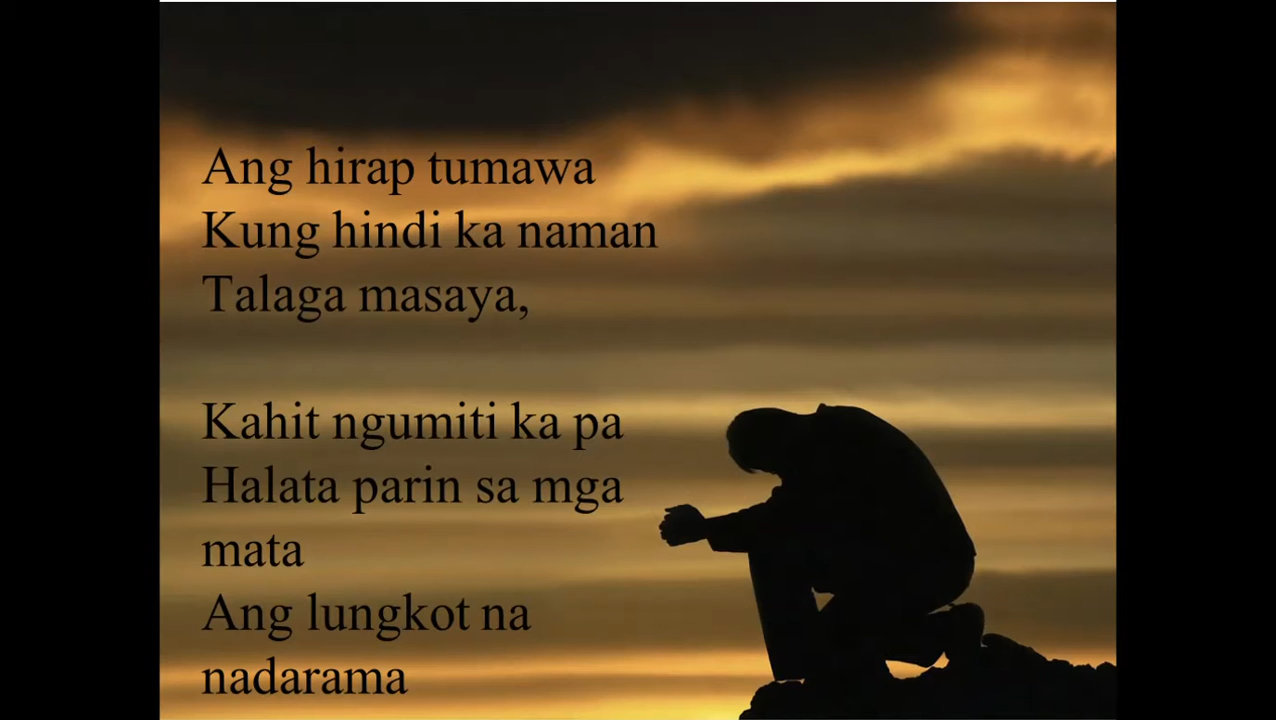 Ang hirap tumawa
Kung hindi ka naman
Talaga masaya,
Kahit ngumiti ka pa
Halata parin sa mga
mata
Ang lungkot na
nadarama